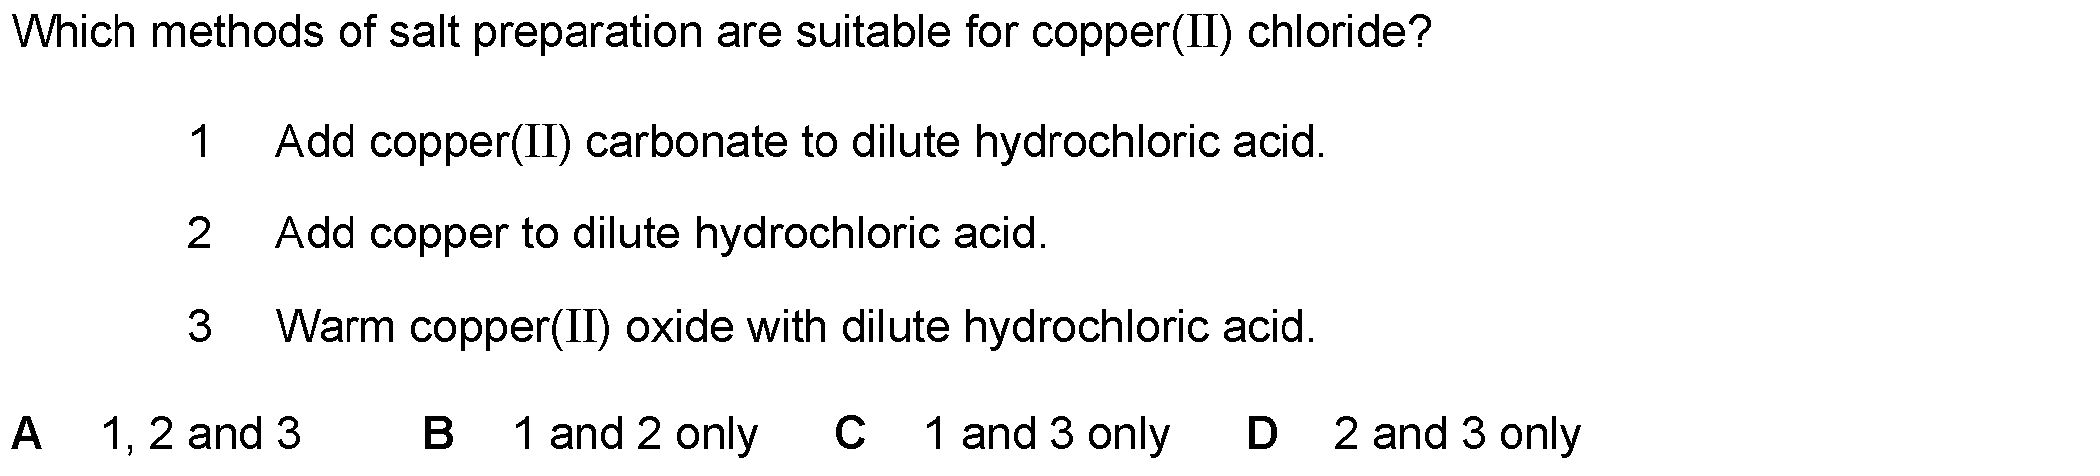 Which methods of salt preparation are suitable for copper(II) chloride?
1 Add copper(II) carbonate to dilute hydrochloric acid.
2 Add copper to dilute hydrochloric acid.
3 Warm copper(II) oxide with dilute hydrochloric acid.
A 1, 2 and 3 B 1 and 2 only C 1 and 3 only D 2 and 3 only